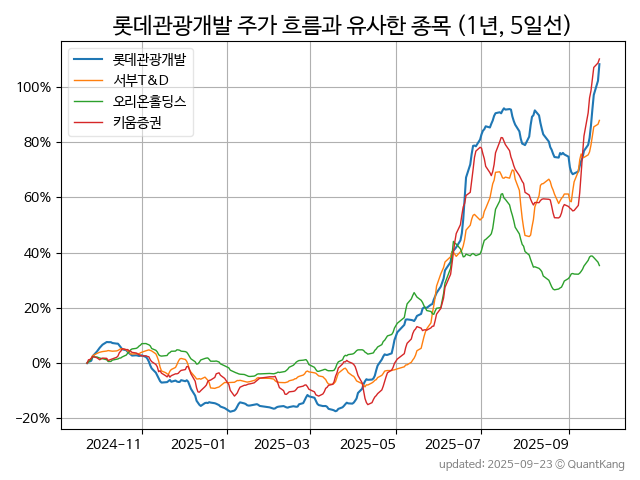 롯데관광개발 주가 흐름과 유사한 종목 (1년, 5일선)
롯데관광개발
서부T&D
오리온홀딩스
키움증권
100%
80%
60%
40%
20%
0%
−20%
2024-11
2025-01
2025-03
2025-05
2025-07
2025-09
updated: 2025-09-23 © QuantKang